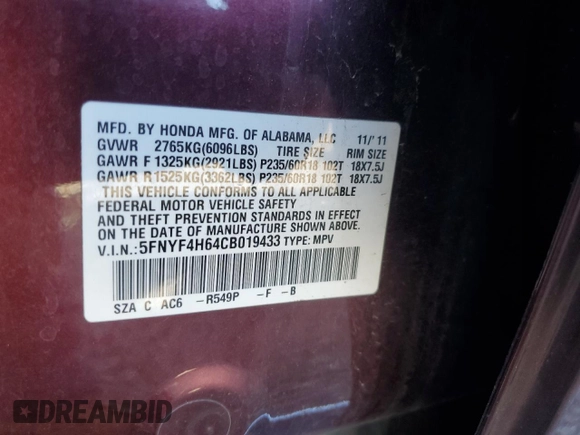 MFD. BY HONDA MFG. OF ALABAMA, LLC 11/'11
GVWR 2765KG(6096LBS) TIRE SIZE RIM SIZE
GAWR F 1325KG(2921LBS) P235/60R18 102T 18X7.5J
GAWR R1525KG(3362LBS) P235/60R18 102T 18X7.5J
THIS VEHICLE CONFORMS TO ALL APPLICABLE
FEDERAL MOTOR VEHICLE SAFETY
AND THEFT PREVENTION STANDARDS IN EFFECT
ON THE DATE OF MANUFACTURE SHOWN ABOVE.
V.I.N.: 5FNYF4H64CB019433 TYPE: MPV
SZA C AC6 -R549P -F -B
DREAMBID